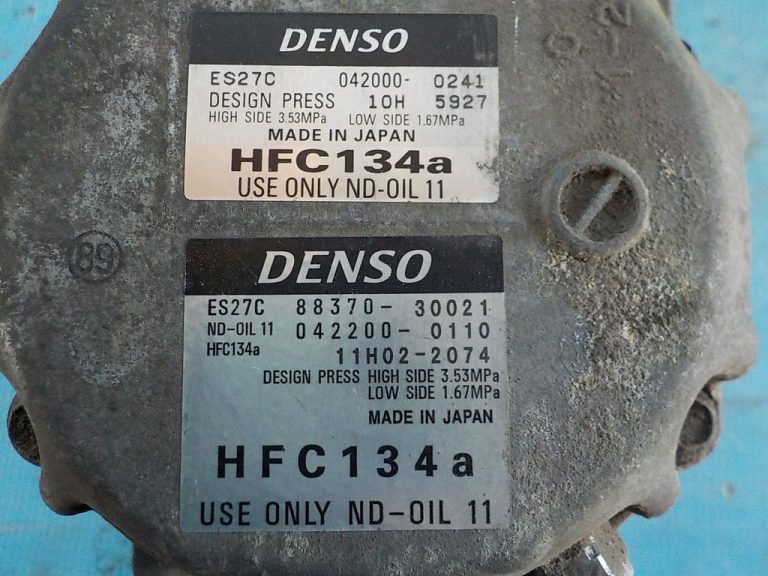 DENSO
ES27C 042000- 0241
DESIGN PRESS 10H 5927
HIGH SIDE 3.53MPa LOW SIDE 1.67MPa
MADE IN JAPAN
HFC134a
USE ONLY ND-OIL 11
89
DENSO
ES27C 88370- 30021
ND-OIL 11 042200- 0110
HFC134a 11H02-2074
DESIGN PRESS HIGH SIDE 3.53MPa
LOW SIDE 1.67MPa
MADE IN JAPAN
HFC134a
USE ONLY ND-OIL 11